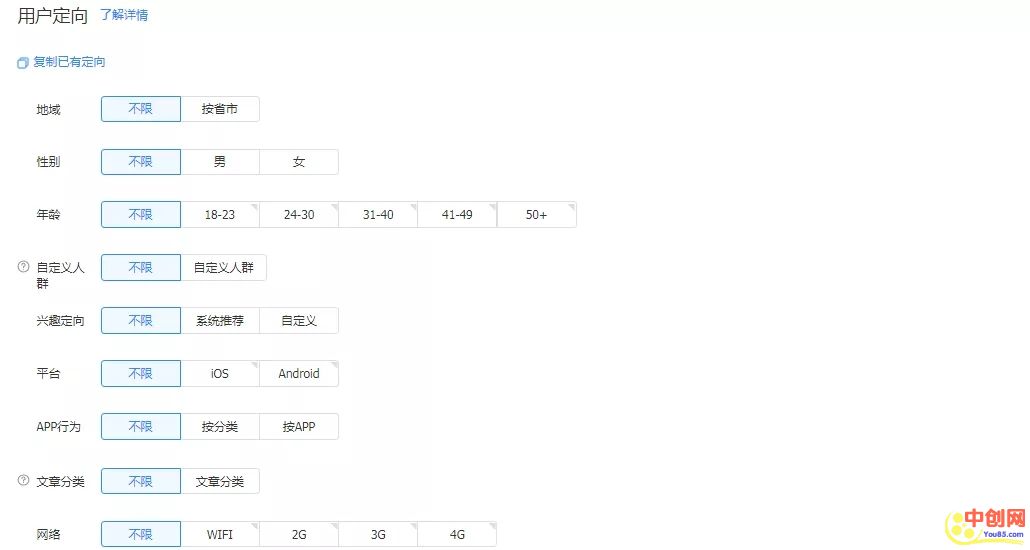 用户定向 了解详情
复制已有定向
地域 不限 按省市
性别 不限 男 女
年龄 不限 18-23 24-30 31-40 41-49 50+
? 自定义人群 不限 自定义人群
兴趣定向 不限 系统推荐 自定义
平台 不限 iOS Android
APP行为 不限 按分类 按APP
? 文章分类 不限 文章分类
网络 不限 WIFI 2G 3G 4G
中创网
You85.com